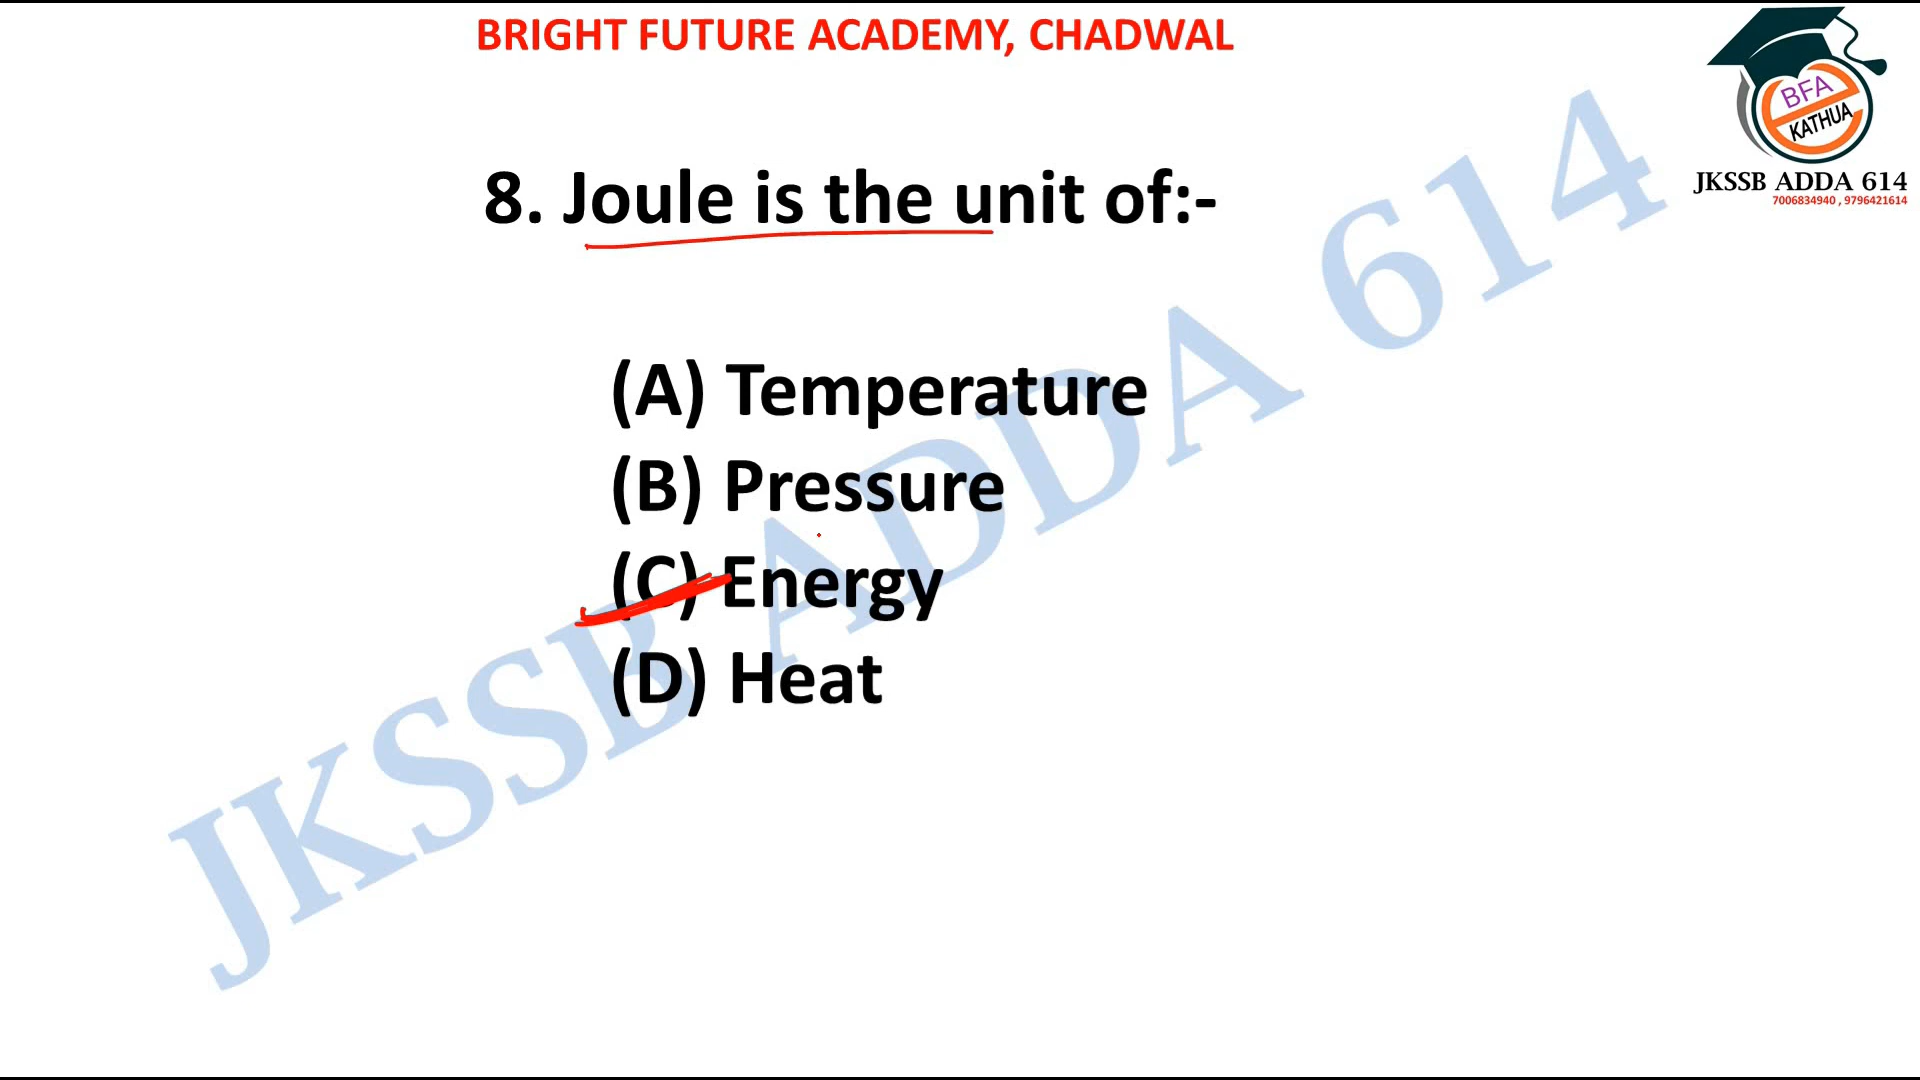 BRIGHT FUTURE ACADEMY, CHADWAL
BFA
KATHUA
JKSSB ADDA 614
7006834940 , 9796421614
8. Joule is the unit of:-
(A) Temperature
(B) Pressure
(C) Energy
(D) Heat
JKSSB ADDA 614